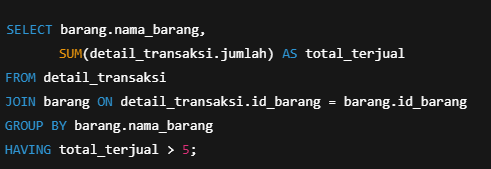 SELECT barang.nama_barang,
       SUM(detail_transaksi.jumlah) AS total_terjual
FROM detail_transaksi
JOIN barang ON detail_transaksi.id_barang = barang.id_barang
GROUP BY barang.nama_barang
HAVING total_terjual > 5;